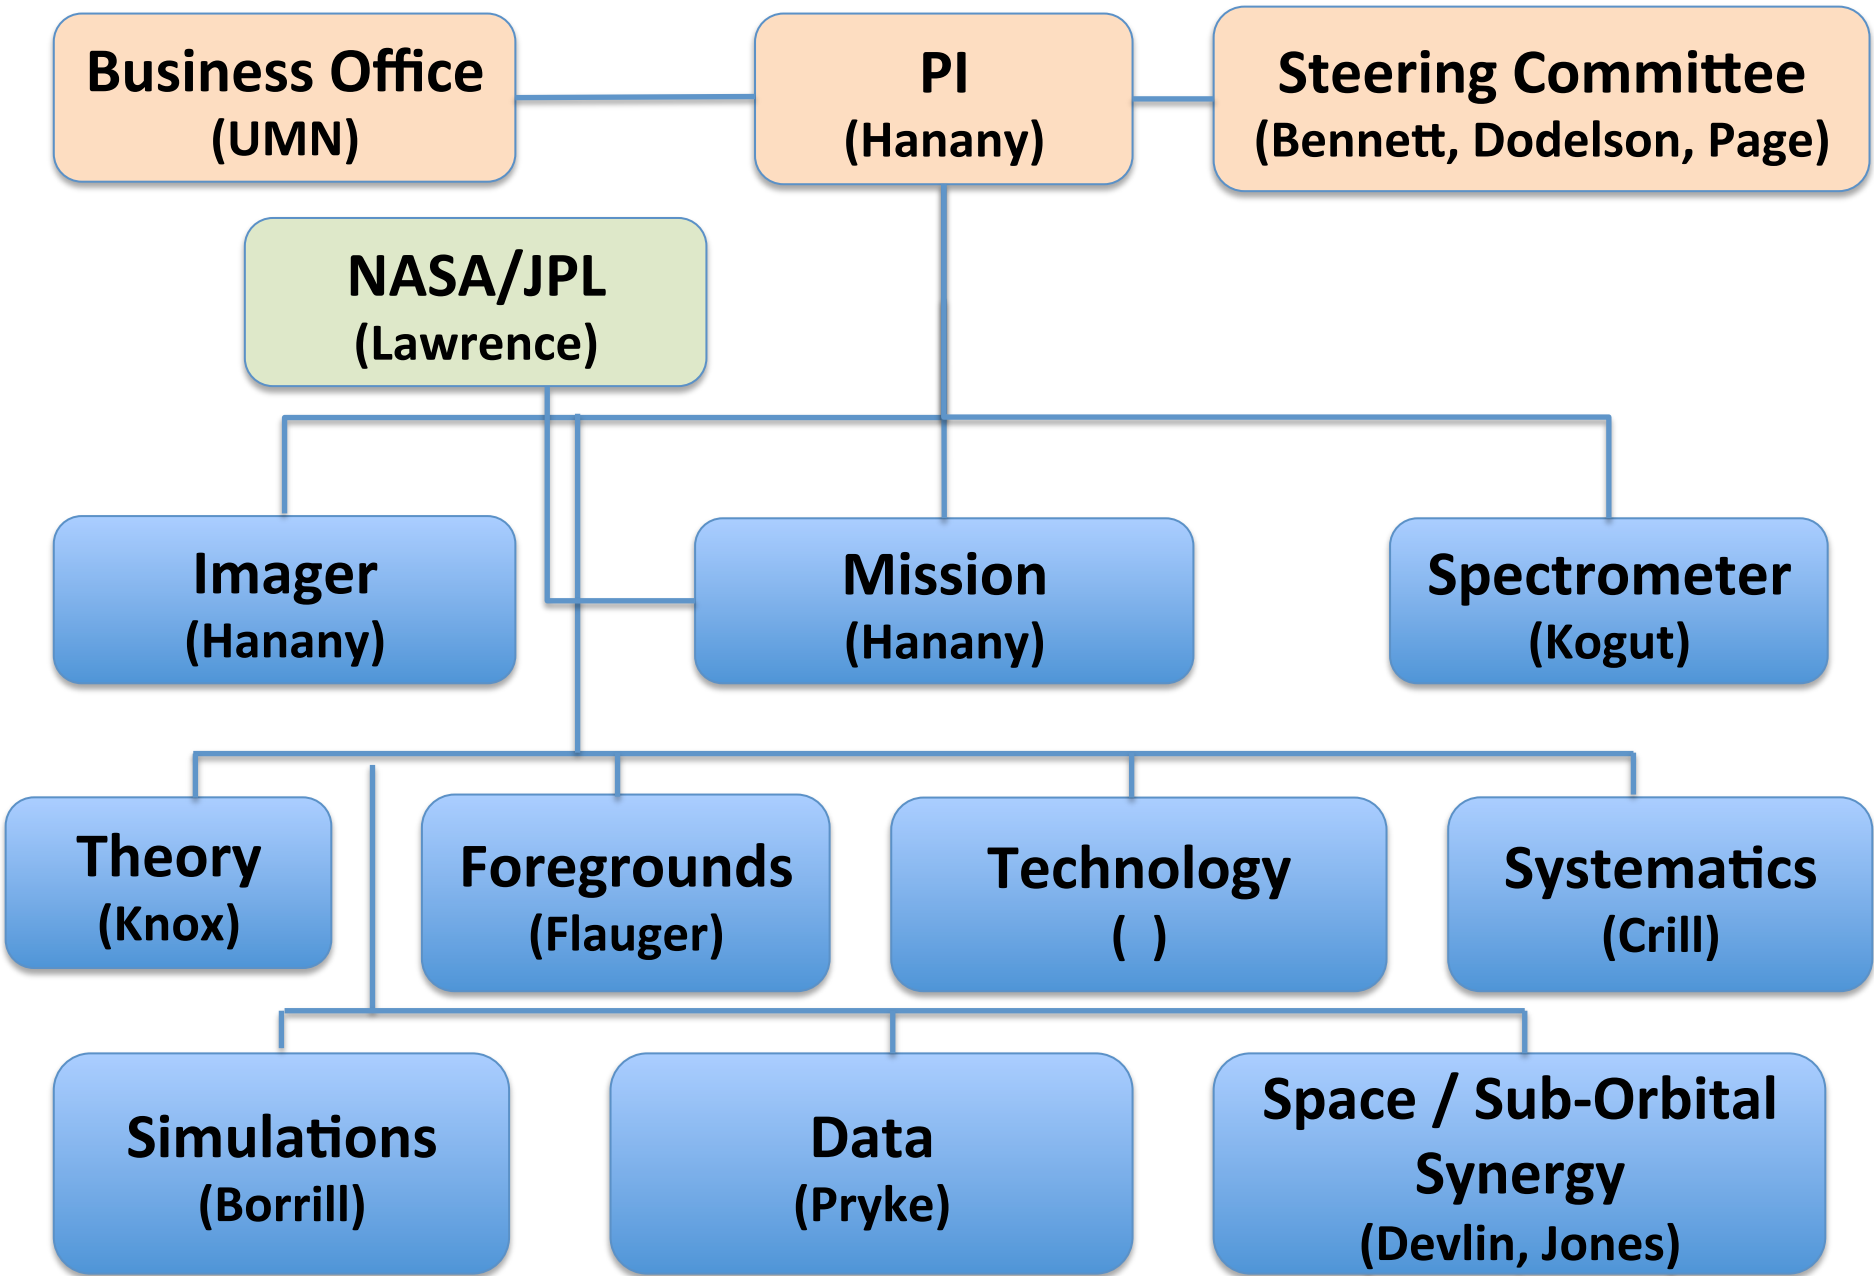 Business Office
(UMN)
PI
(Hanany)
Steering Committee
(Bennett, Dodelson, Page)
NASA/JPL
(Lawrence)
Imager
(Hanany)
Mission
(Hanany)
Spectrometer
(Kogut)
Theory
(Knox)
Foregrounds
(Flauger)
Technology
(  )
Systematics
(Crill)
Simulations
(Borrill)
Data
(Pryke)
Space / Sub-Orbital
Synergy
(Devlin, Jones)